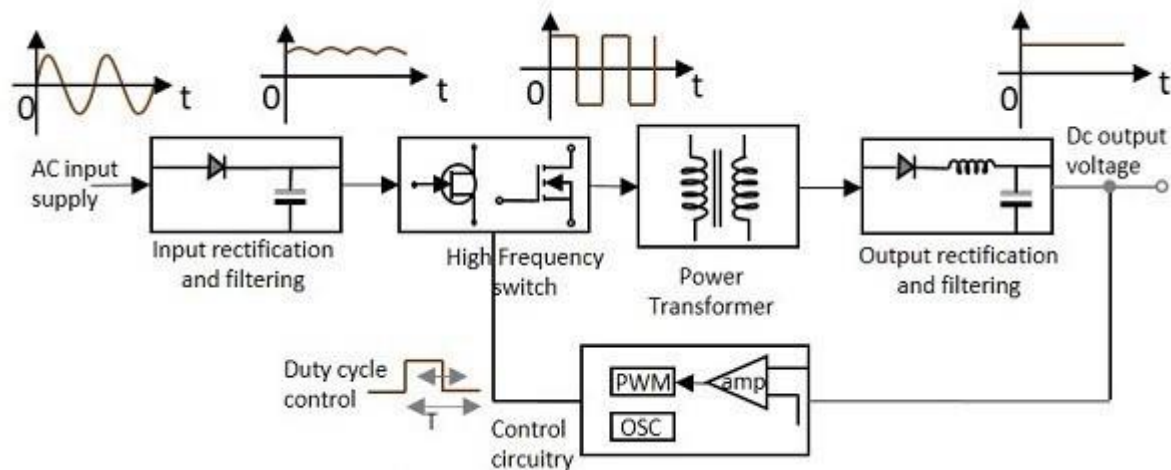 0
t
0
t
0
t
0
t
AC input
supply
Input rectification
and filtering
High Frequency
switch
Power
Transformer
Output rectification
and filtering
Dc output
voltage
Duty cycle
control
T
Control
circuitry
PWM
amp
OSC